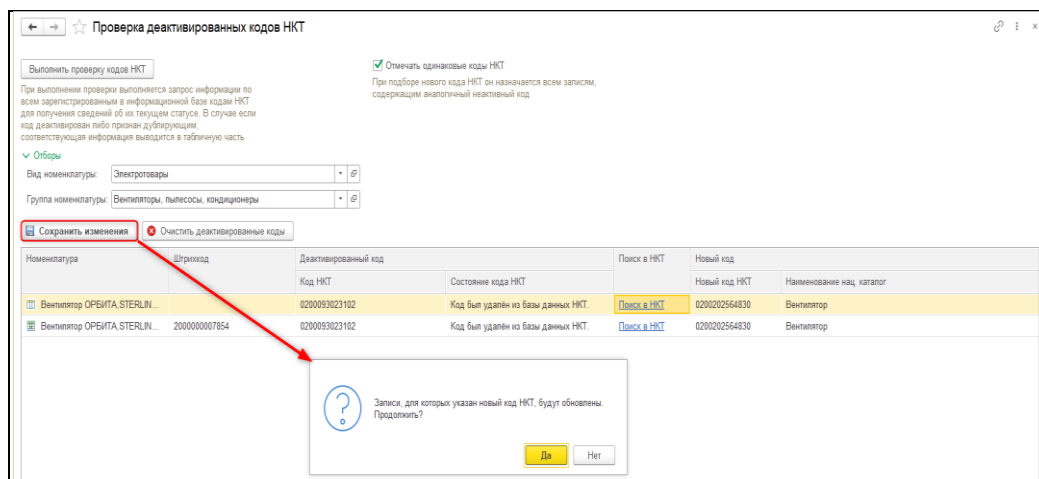 Проверка деактивированных кодов НКТ
Выполнить проверку кодов НКТ
При выполнении проверки выполняется запрос информации по
всем зарегистрированным в информационной базе кодам НКТ
для получения сведений об их текущем статусе. В случае если
код деактивирован либо признан дублирующим,
соответствующая информация выводится в табличную часть
Отмечать одинаковые коды НКТ
При подборе нового кода НКТ он назначается всем записям,
содержащим аналогичный неактивный код
Отборы
Вид номенклатуры: Электротовары
Группа номенклатуры: Вентиляторы, пылесосы, кондиционеры
Сохранить изменения Очистить деактивированные коды
Номенклатура Штрихкод Деактивированный код Поиск в НКТ Новый код
Код НКТ Состояние кода НКТ Новый код НКТ Наименование нац. каталог
Вентилятор ОРБИТА,STERLIN... 0200093023102 Код был удалён из базы данных НКТ. Поиск в НКТ 0200202564830 Вентилятор
Вентилятор ОРБИТА,STERLIN... 2000000007854 0200093023102 Код был удалён из базы данных НКТ. Поиск в НКТ 0200202564830 Вентилятор
Записи, для которых указан новый код НКТ, будут обновлены.
Продолжить?
Да Нет